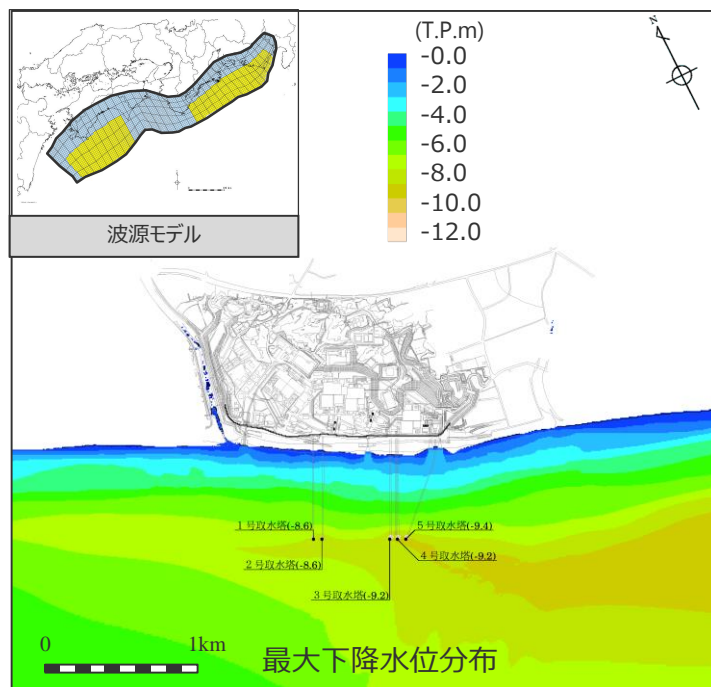 (T.P.m)
-0.0
-2.0
-4.0
-6.0
-8.0
-10.0
-12.0
N
波源モデル
1号取水塔(-8.6)
2号取水塔(-8.6)
3号取水塔(-9.2)
4号取水塔(-9.2)
5号取水塔(-9.4)
0 1km
最大下降水位分布